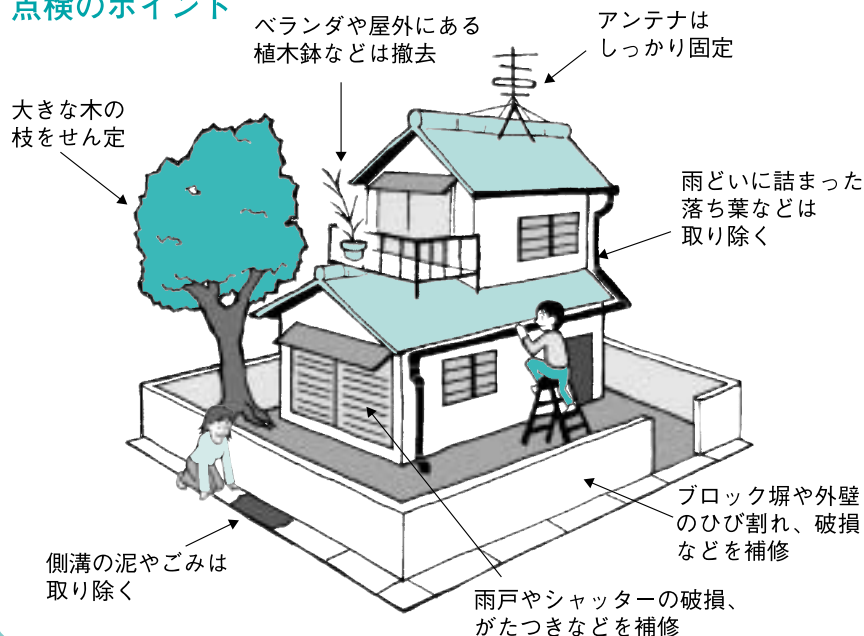 点検のポイント
ベランダや屋外にある
植木鉢などは撤去
アンテナは
しっかり固定
大きな木の
枝をせん定
雨どいに詰まった
落ち葉などは
取り除く
ブロック塀や外壁
のひび割れ、破損
などを補修
側溝の泥やごみは
取り除く
雨戸やシャッターの破損、
がたつきなどを補修